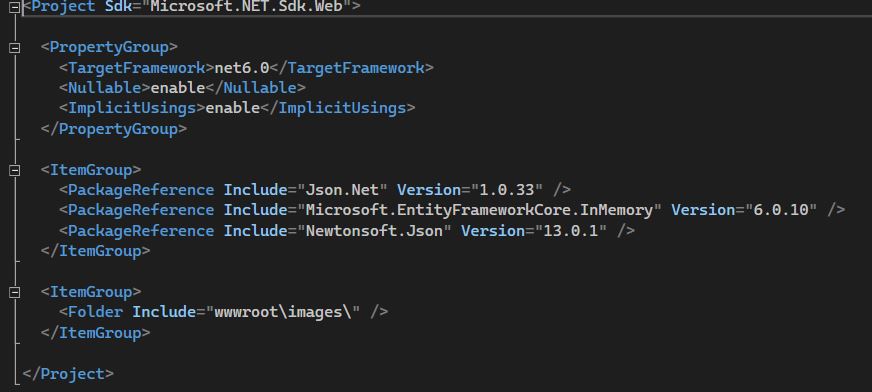 <Project Sdk="Microsoft.NET.Sdk.Web">
<PropertyGroup>
<TargetFramework>net6.0</TargetFramework>
<Nullable>enable</Nullable>
<ImplicitUsings>enable</ImplicitUsings>
</PropertyGroup>
<ItemGroup>
<PackageReference Include="Json.Net" Version="1.0.33" />
<PackageReference Include="Microsoft.EntityFrameworkCore.InMemory" Version="6.0.10" />
<PackageReference Include="Newtonsoft.Json" Version="13.0.1" />
</ItemGroup>
<ItemGroup>
<Folder Include="wwwroot\images\" />
</ItemGroup>
</Project>